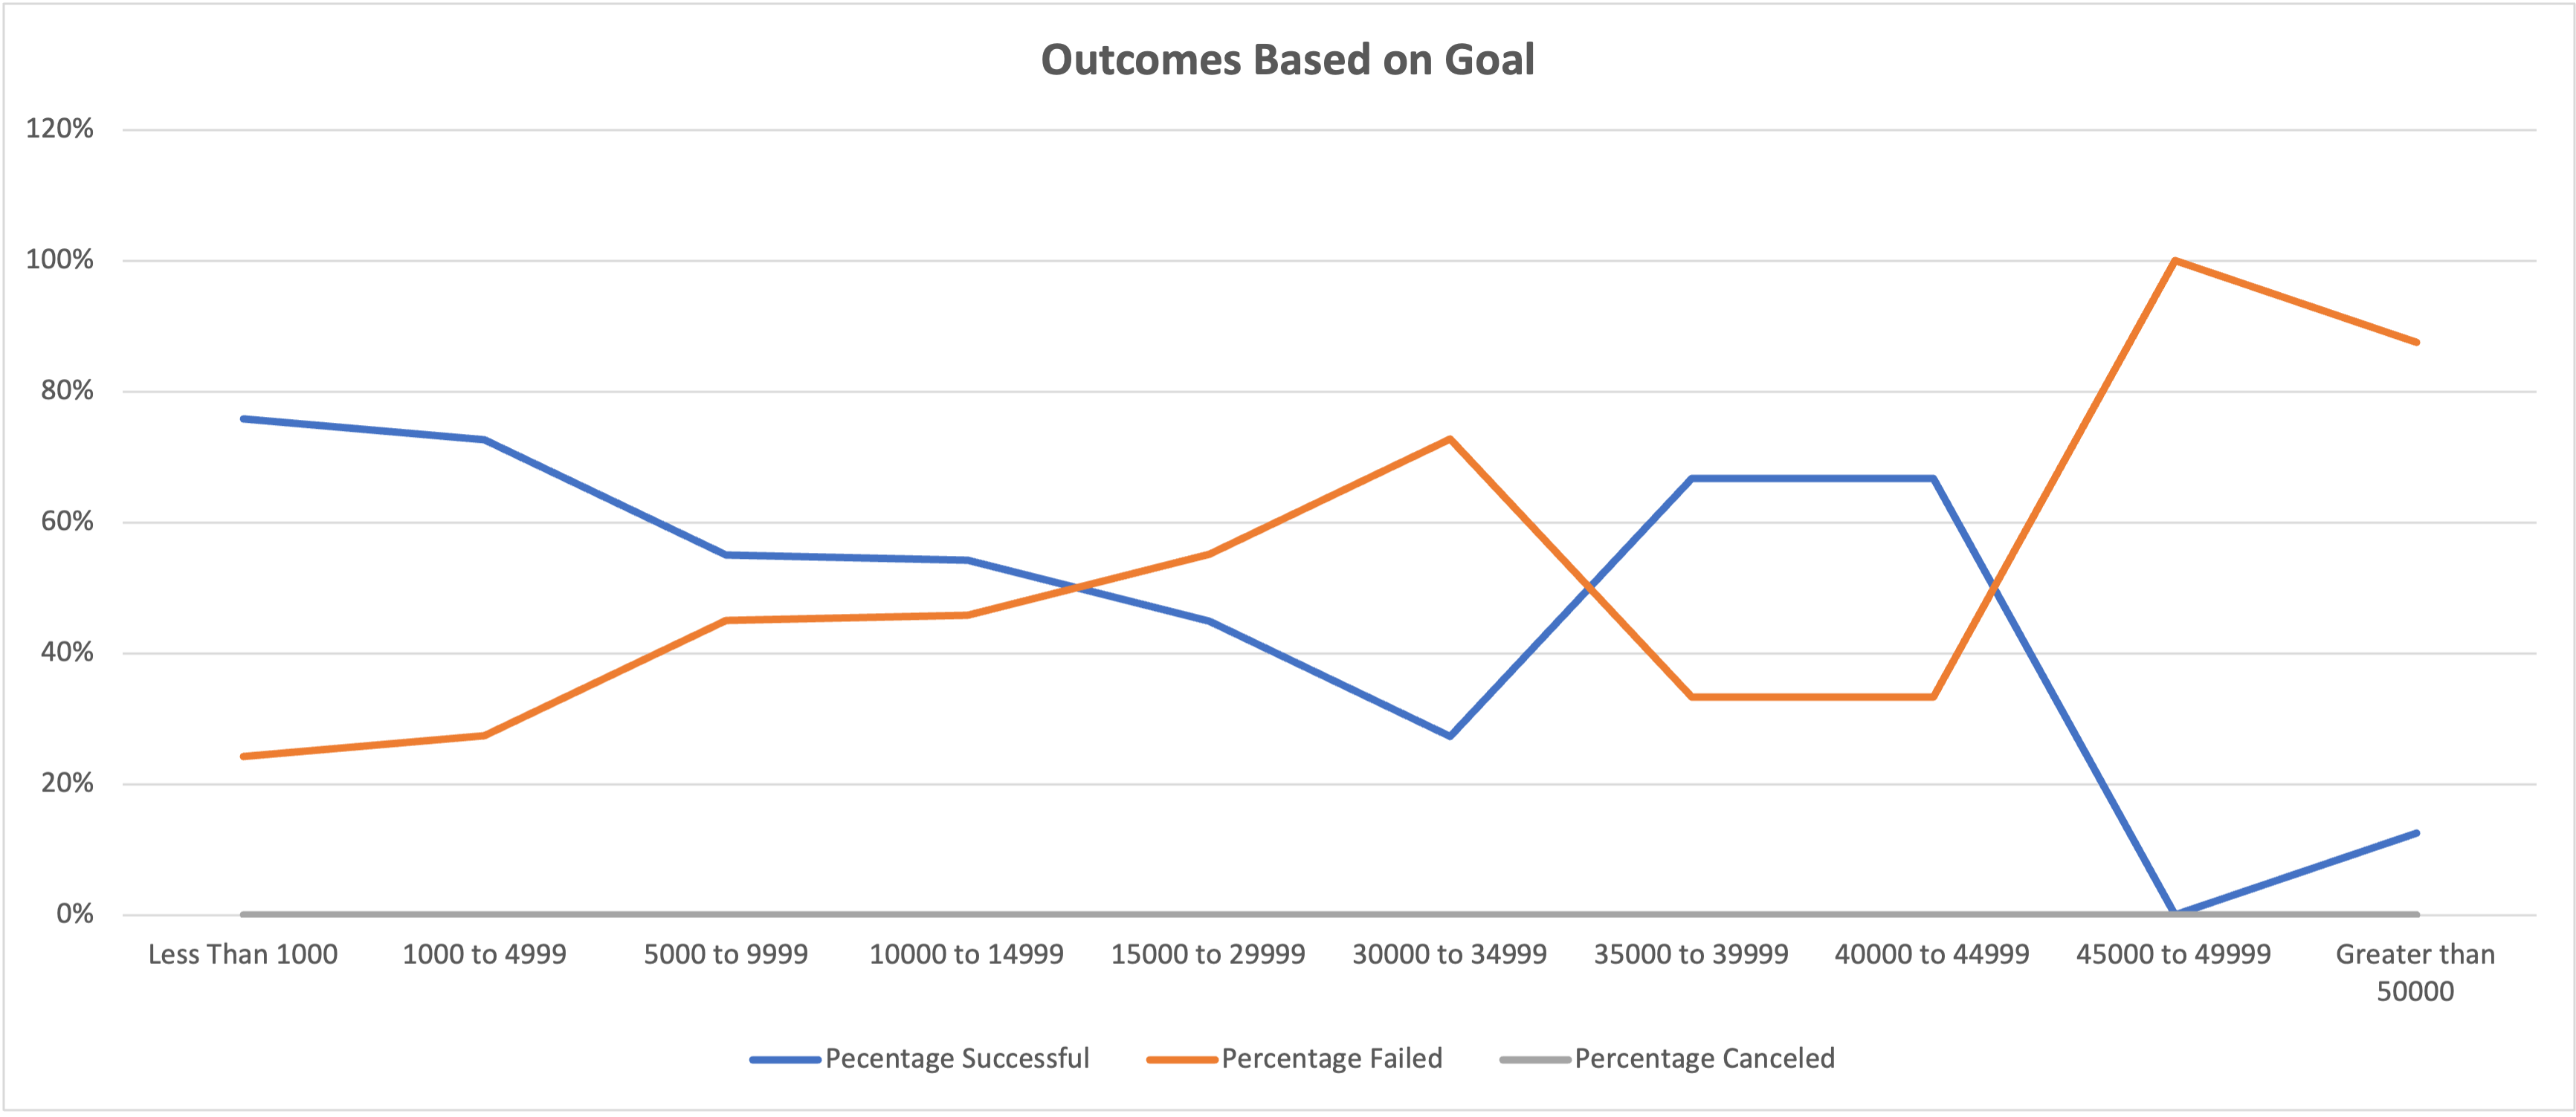 Outcomes Based on Goal
120%
100%
80%
60%
40%
20%
0%
Less Than 1000
1000 to 4999
5000 to 9999
10000 to 14999
15000 to 29999
30000 to 34999
35000 to 39999
40000 to 44999
45000 to 49999
Greater than
50000
Pecentage Successful
Percentage Failed
Percentage Canceled